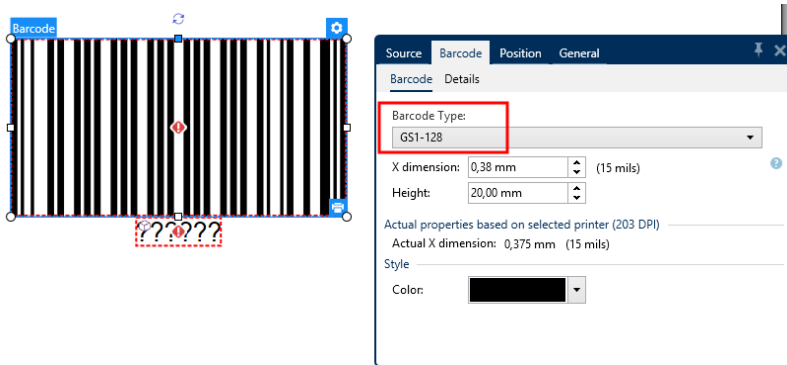 Barcode
??????
Source Barcode Position General
Barcode Details
Barcode Type:
GS1-128
X dimension: 0,38 mm (15 mils)
Height: 20,00 mm
Actual properties based on selected printer (203 DPI)
Actual X dimension: 0,375 mm (15 mils)
Style
Color: